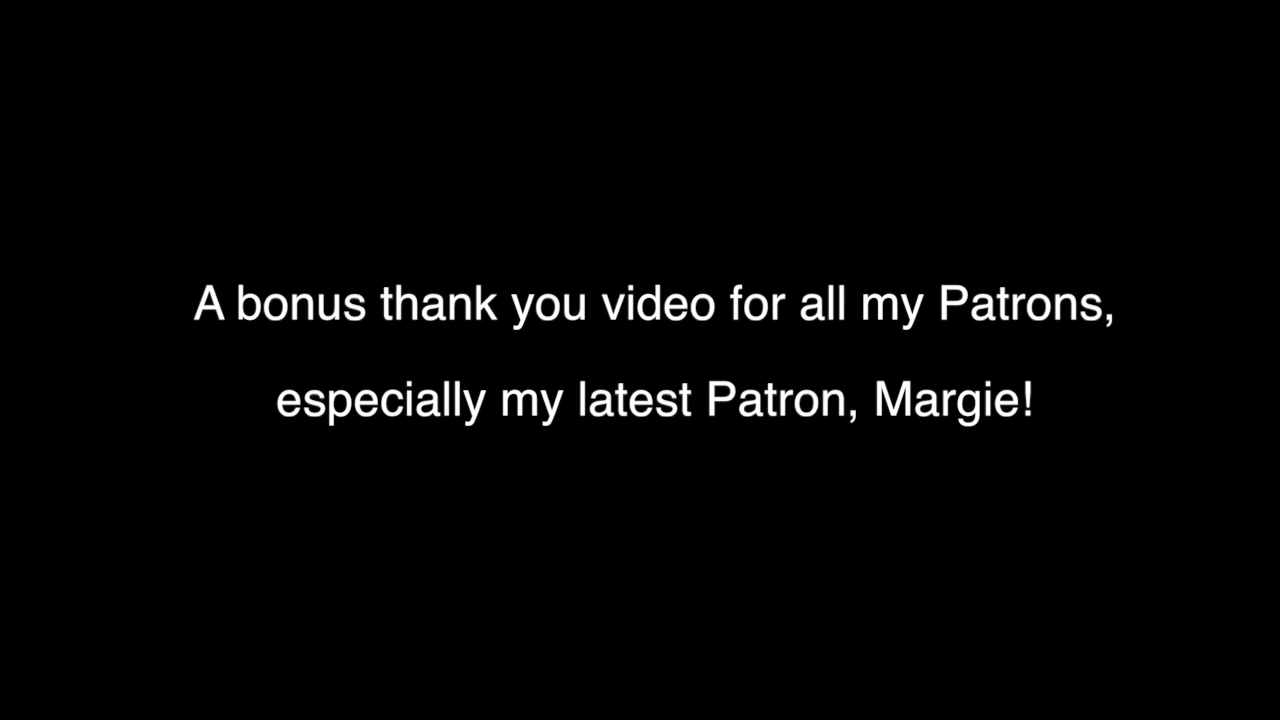 A bonus thank you video for all my Patrons,
especially my latest Patron, Margie!